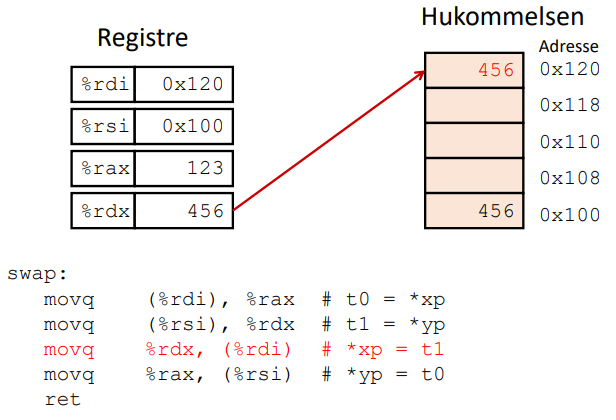 Registre
Hukommelsen
Adresse
%rdi 0x120
%rsi 0x100
%rax 123
%rdx 456
456 0x120
0x118
0x110
0x108
456 0x100
swap:
movq (%rdi), %rax # t0 = *xp
movq (%rsi), %rdx # t1 = *yp
movq %rdx, (%rdi) # *xp = t1
movq %rax, (%rsi) # *yp = t0
ret